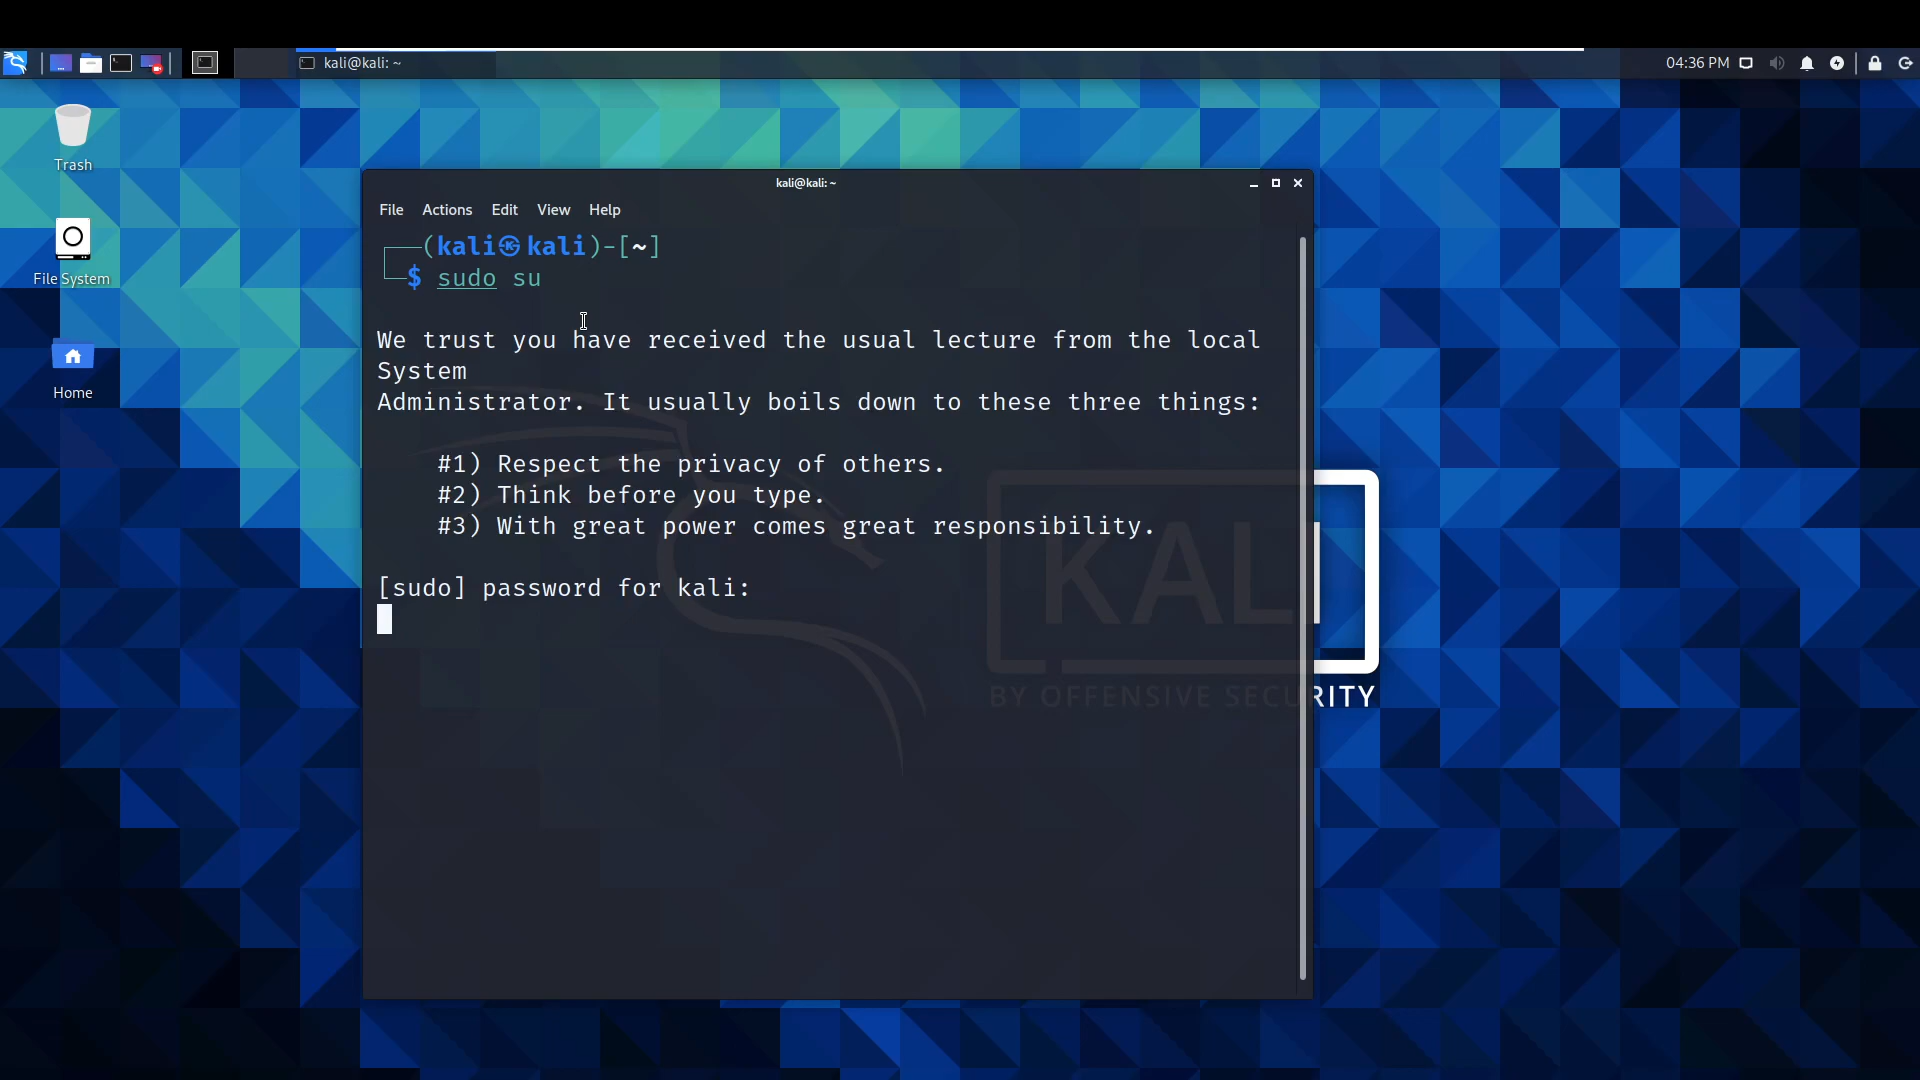 kali@kali: ~
04:36 PM
Trash
File System
Home
kali@kali: ~
File Actions Edit View Help
(kali㉿kali)-[~]
$ sudo su
We trust you have received the usual lecture from the local
System
Administrator. It usually boils down to these three things:
#1) Respect the privacy of others.
#2) Think before you type.
#3) With great power comes great responsibility.
[sudo] password for kali:
KALI
BY OFFENSIVE SECURITY